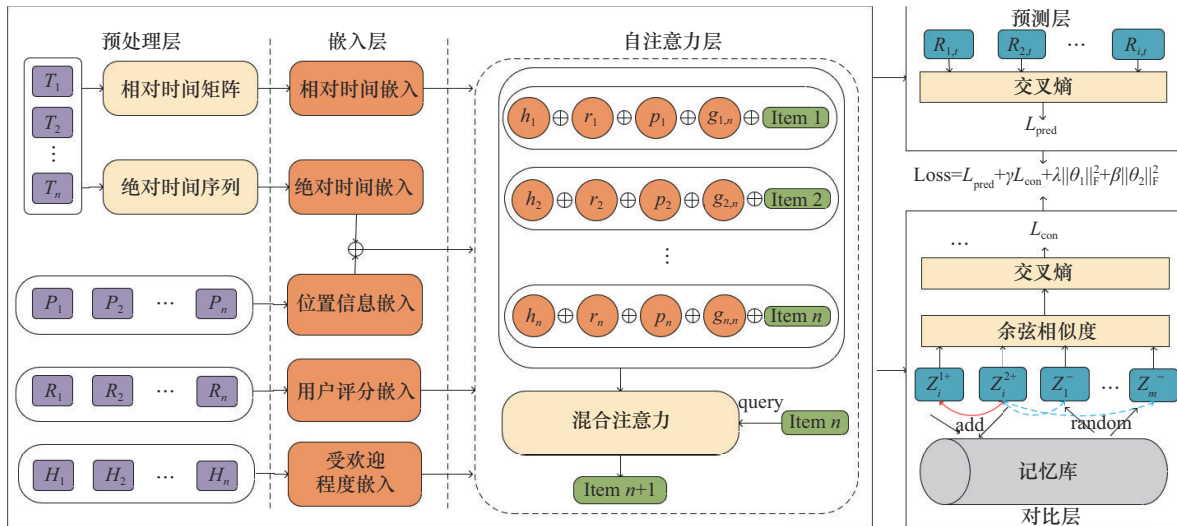 预处理层
嵌入层
自注意力层
T₁
T₂
⋮
Tₙ
相对时间矩阵
绝对时间序列
相对时间嵌入
绝对时间嵌入
⊕
P₁ P₂ ⋯ Pₙ
位置信息嵌入
R₁ R₂ ⋯ Rₙ
用户评分嵌入
H₁ H₂ ⋯ Hₙ
受欢迎
程度嵌入
h₁ ⊕ r₁ ⊕ p₁ ⊕ g₁,ₙ ⊕ Item 1
h₂ ⊕ r₂ ⊕ p₂ ⊕ g₂,ₙ ⊕ Item 2
⋮
hₙ ⊕ rₙ ⊕ pₙ ⊕ gₙ,ₙ ⊕ Item n
混合注意力
query
Item n
Item n+1
预测层
R₁,ₜ R₂,ₜ ⋯ Rᵢ,ₜ
交叉熵
L_pred
Loss=L_pred+γL_con+λ||θ₁||²_F+β||θ₂||²_F
⋯ L_con
交叉熵
余弦相似度
Zᵢ¹⁺ Zᵢ²⁺ Z₁⁻ ⋯ Zₘ⁻
add random
记忆库
对比层